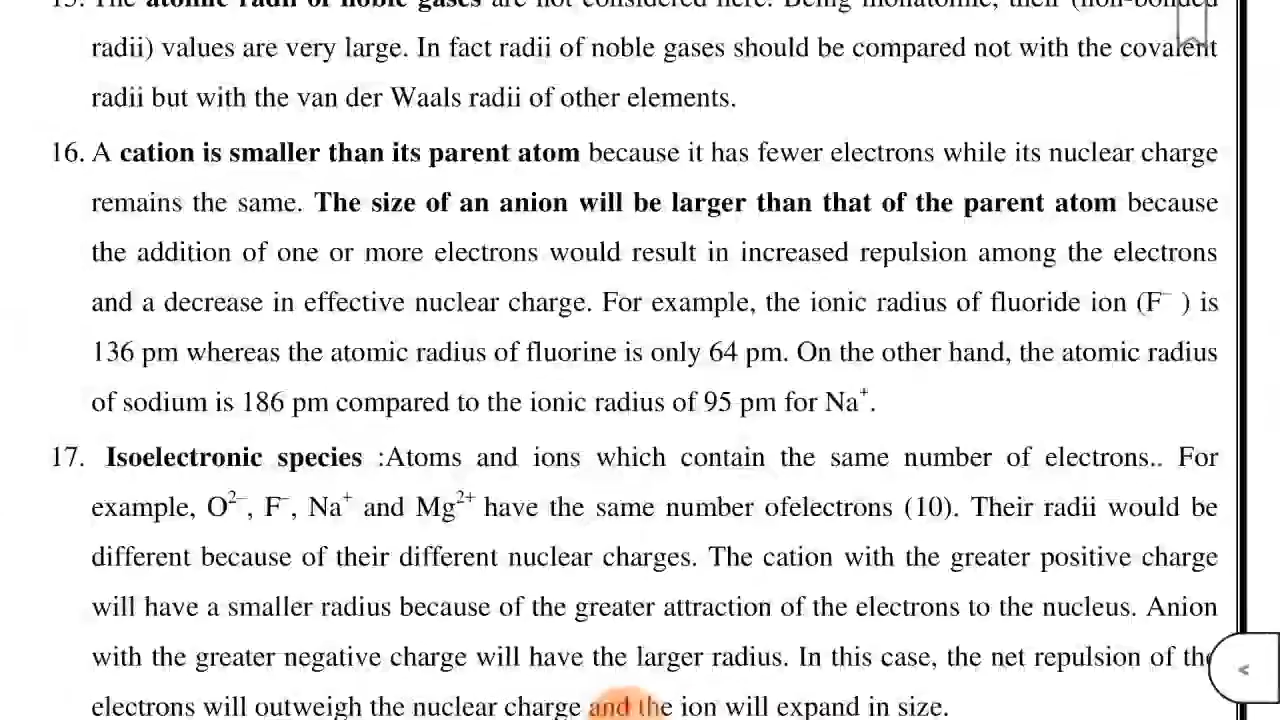 15. The atomic radii of noble gases are not considered here. Being monatomic, their (non-bonded
radii) values are very large. In fact radii of noble gases should be compared not with the covalent
radii but with the van der Waals radii of other elements.
16. A cation is smaller than its parent atom because it has fewer electrons while its nuclear charge
remains the same. The size of an anion will be larger than that of the parent atom because
the addition of one or more electrons would result in increased repulsion among the electrons
and a decrease in effective nuclear charge. For example, the ionic radius of fluoride ion (F⁻ ) is
136 pm whereas the atomic radius of fluorine is only 64 pm. On the other hand, the atomic radius
of sodium is 186 pm compared to the ionic radius of 95 pm for Na⁺.
17. Isoelectronic species :Atoms and ions which contain the same number of electrons.. For
example, O²⁻, F⁻, Na⁺ and Mg²⁺ have the same number ofelectrons (10). Their radii would be
different because of their different nuclear charges. The cation with the greater positive charge
will have a smaller radius because of the greater attraction of the electrons to the nucleus. Anion
with the greater negative charge will have the larger radius. In this case, the net repulsion of the
electrons will outweigh the nuclear charge and the ion will expand in size.